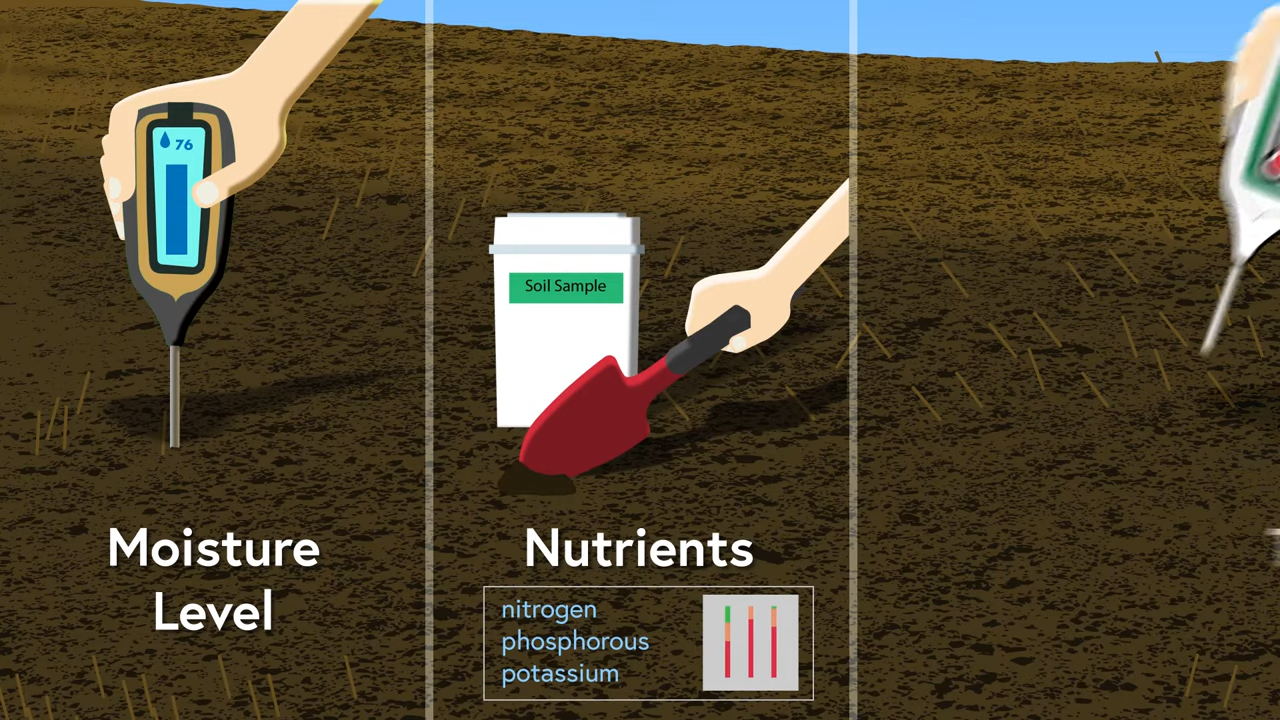 76
Soil Sample
Moisture
Level
Nutrients
nitrogen
phosphorous
potassium